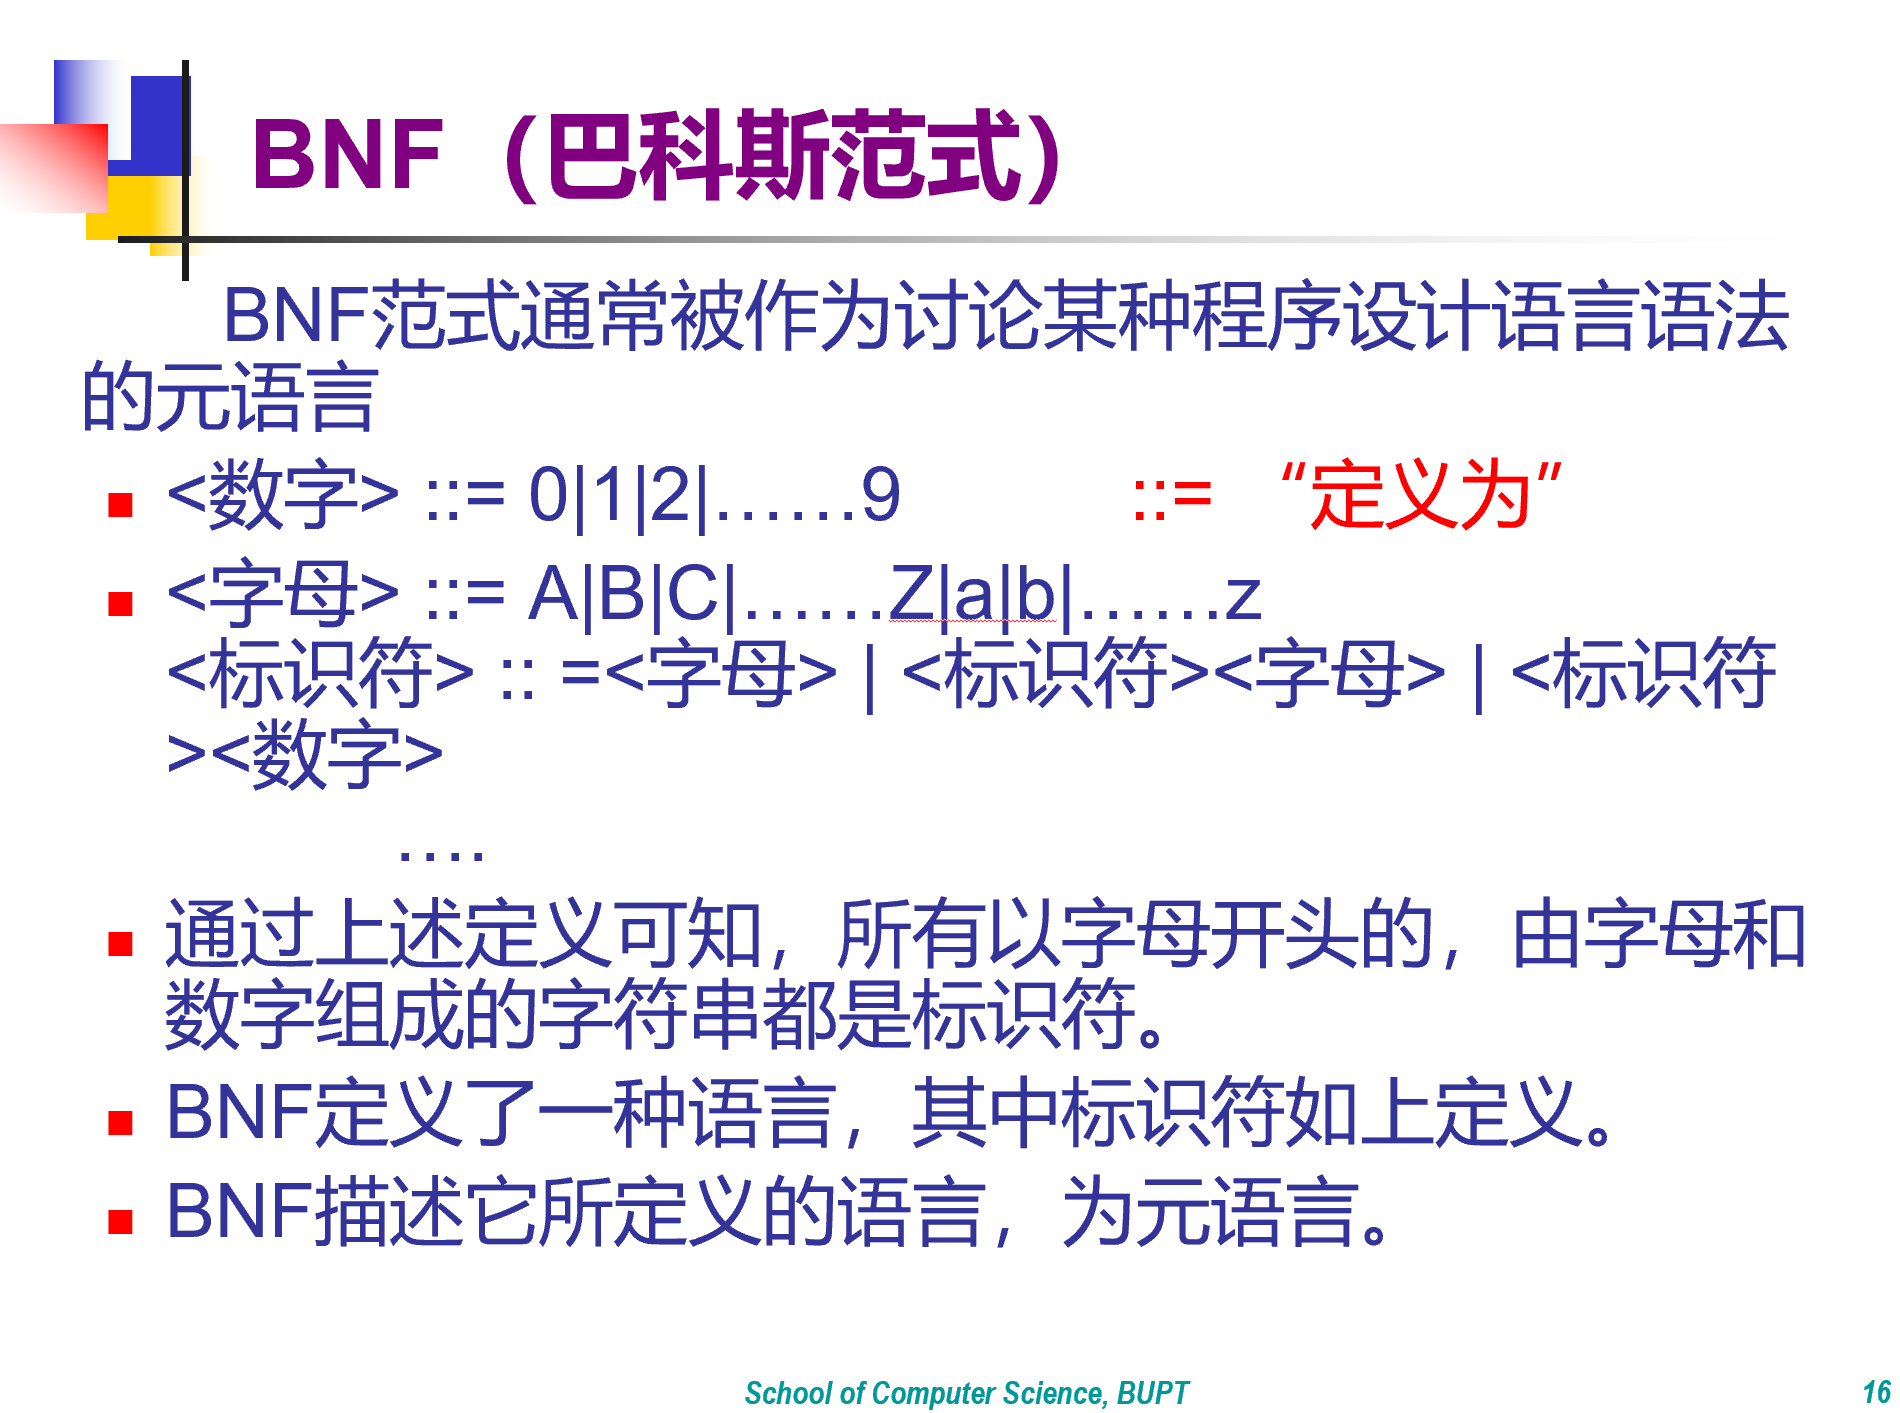 BNF（巴科斯范式）
BNF范式通常被作为讨论某种程序设计语言语法
的元语言
<数字> ::= 0|1|2|……9 ::= “定义为”
<字母> ::= A|B|C|……Z|a|b|……z
<标识符> :: =<字母> | <标识符><字母> | <标识符
><数字>
….
通过上述定义可知，所有以字母开头的，由字母和
数字组成的字符串都是标识符。
BNF定义了一种语言，其中标识符如上定义。
BNF描述它所定义的语言，为元语言。
School of Computer Science, BUPT 16